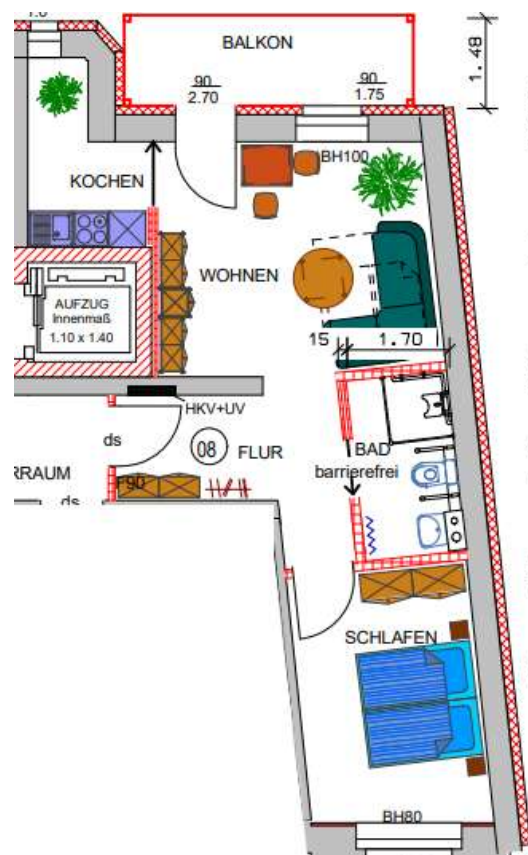 BALKON
1.48
90
2.70
90
1.75
BH100
KOCHEN
WOHNEN
AUFZUG
Innenmaß
1.10 x 1.40
15
1.70
HKV+UV
ds
08
FLUR
BAD
barrierefrei
RRAUM
F90
ds
SCHLAFEN
BH80